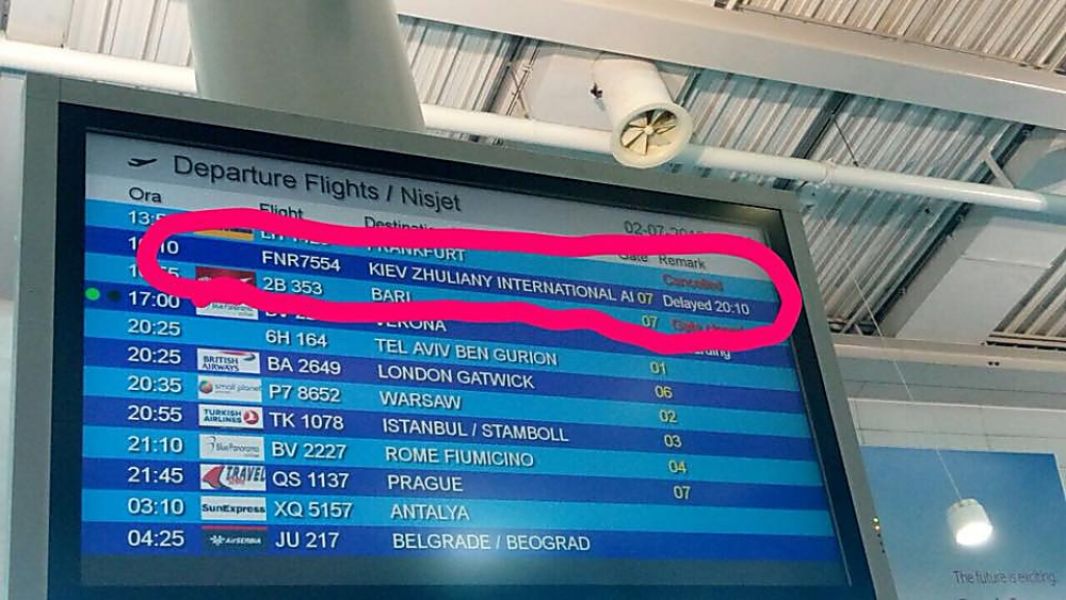 Departure Flights / Nisjet
Ora Flight Gate Remark
FRANKFURT Cancelled
FNR7554 KIEV ZHULIANY INTERNATIONAL AI 07 Delayed 20:10
2B 353 BARI 07
17:00 VERONA
20:25 6H 164 TEL AVIV BEN GURION 01
20:25 BRITISH AIRWAYS BA 2649 LONDON GATWICK 06
20:35 small planet P7 8652 WARSAW 02
20:55 TURKISH AIRLINES TK 1078 ISTANBUL / STAMBOLL 03
21:10 BluePanorama BV 2227 ROME FIUMICINO 04
21:45 TRAVEL QS 1137 PRAGUE 07
03:10 SunExpress XQ 5157 ANTALYA
04:25 AirSERBIA JU 217 BELGRADE / BEOGRAD
The future is exciting.